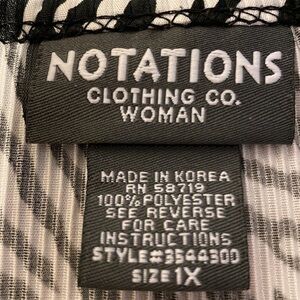 NOTATIONS
CLOTHING CO.
WOMAN
MADE IN KOREA
RN 58719
100% POLYESTER
SEE REVERSE
FOR CARE
INSTRUCTIONS
STYLE#3544300
SIZE 1X